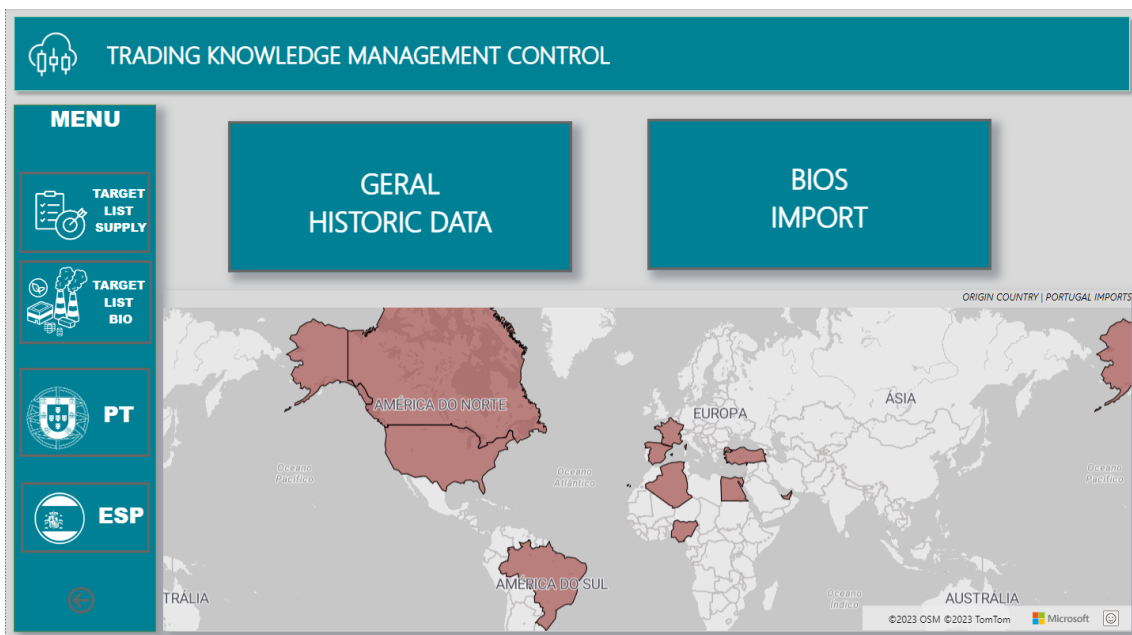 TRADING KNOWLEDGE MANAGEMENT CONTROL
MENU
TARGET
LIST
SUPPLY
TARGET
LIST
BIO
PT
ESP
GERAL
HISTORIC DATA
BIOS
IMPORT
ORIGIN COUNTRY | PORTUGAL IMPORTS
AMÉRICA DO NORTE
EUROPA
ÁSIA
Oceano
Pacífico
Oceano
Atlântico
Oceano
Pacífico
AMÉRICA DO SUL
Oceano
Índico
TRÁLIA
AUSTRÁLIA
©2023 OSM ©2023 TomTom
Microsoft